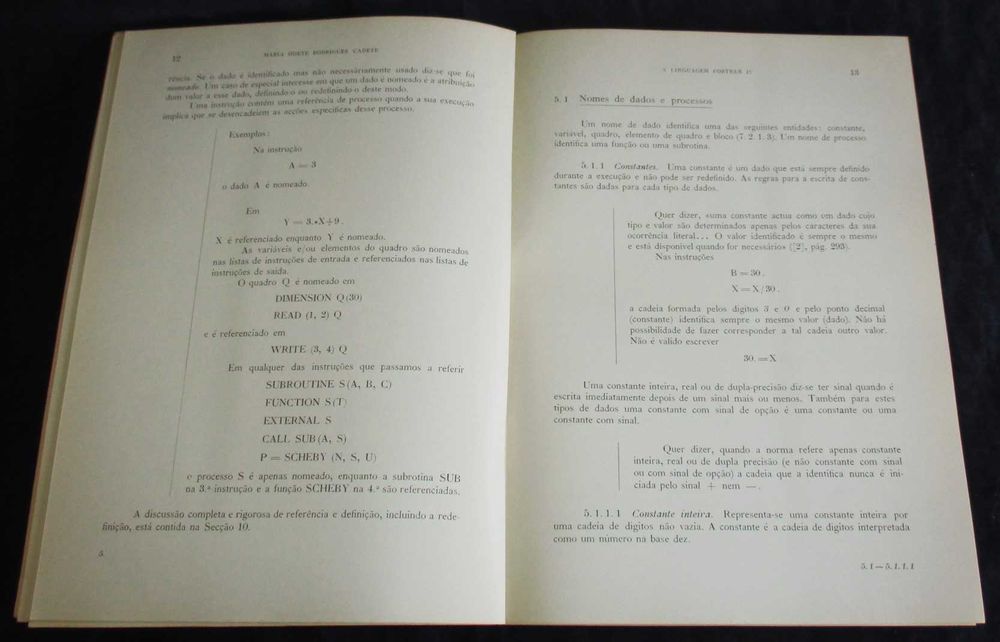 12
MARIA ODETE RODRIGUES CADETE
rência. Se o dado é identificado mas não necessàriamente usado diz-se que foi
nomeado. Um caso de especial interesse em que um dado é nomeado é a atribuição
dum valor a esse dado, definindo-o ou redefinindo-o deste modo.
Uma instrução contém uma referência de processo quando a sua execução
implica que se desencadeiem as acções específicas desse processo.
Exemplos:
Na instrução
A = 3
o dado A é nomeado.
Em
Y = 3.*X+9.
X é referenciado enquanto Y é nomeado.
As variáveis e/ou elementos do quadro são nomeados
nas listas de instruções de entrada e referenciados nas listas de
instruções de saída.
O quadro Q é nomeado em
DIMENSION Q(30)
READ (1, 2) Q
e é referenciado em
WRITE (3, 4) Q
Em qualquer das instruções que passamos a referir
SUBROUTINE S(A, B, C)
FUNCTION S(T)
EXTERNAL S
CALL SUB(A, S)
P = SCHEBY (N, S, U)
o processo S é apenas nomeado, enquanto a subrotina SUB
na 3.ª instrução e a função SCHEBY na 4.ª são referenciadas.
A discussão completa e rigorosa de referência e definição, incluindo a rede-
finição, está contida na Secção 10.
5.
A LINGUAGEM FORTRAN IV
13
5.1 Nomes de dados e processos
Um nome de dado identifica uma das seguintes entidades: constante,
variável, quadro, elemento de quadro e bloco (7.2.1.3). Um nome de processo
identifica uma função ou uma subrotina.
5.1.1 Constantes. Uma constante é um dado que está sempre definido
durante a execução e não pode ser redefinido. As regras para a escrita de cons-
tantes são dadas para cada tipo de dados.
Quer dizer, «uma constante actua como um dado cujo
tipo e valor são determinados apenas pelos caracteres da sua
ocorrência literal... O valor identificado é sempre o mesmo
e está disponível quando for necessário» ([2], pág. 293).
Nas instruções
B = 30.
X = X/30.
a cadeia formada pelos dígitos 3 e 0 e pelo ponto decimal
(constante) identifica sempre o mesmo valor (dado). Não há
possibilidade de fazer corresponder a tal cadeia outro valor.
Não é válido escrever
30. = X
Uma constante inteira, real ou de dupla-precisão diz-se ter sinal quando é
escrita imediatamente depois de um sinal mais ou menos. Também para estes
tipos de dados uma constante com sinal de opção é uma constante ou uma
constante com sinal.
Quer dizer, quando a norma refere apenas constante
inteira, real ou de dupla precisão (e não constante com sinal
ou com sinal de opção) a cadeia que a identifica nunca é ini-
ciada pelo sinal + nem —.
5.1.1.1 Constante inteira. Representa-se uma constante inteira por
uma cadeia de dígitos não vazia. A constante é a cadeia de dígitos interpretada
como um número na base dez.
5.1—5.1.1.1